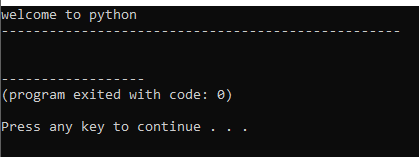 welcome to python
--------------------------------------------------
------------------
(program exited with code: 0)
Press any key to continue . . .